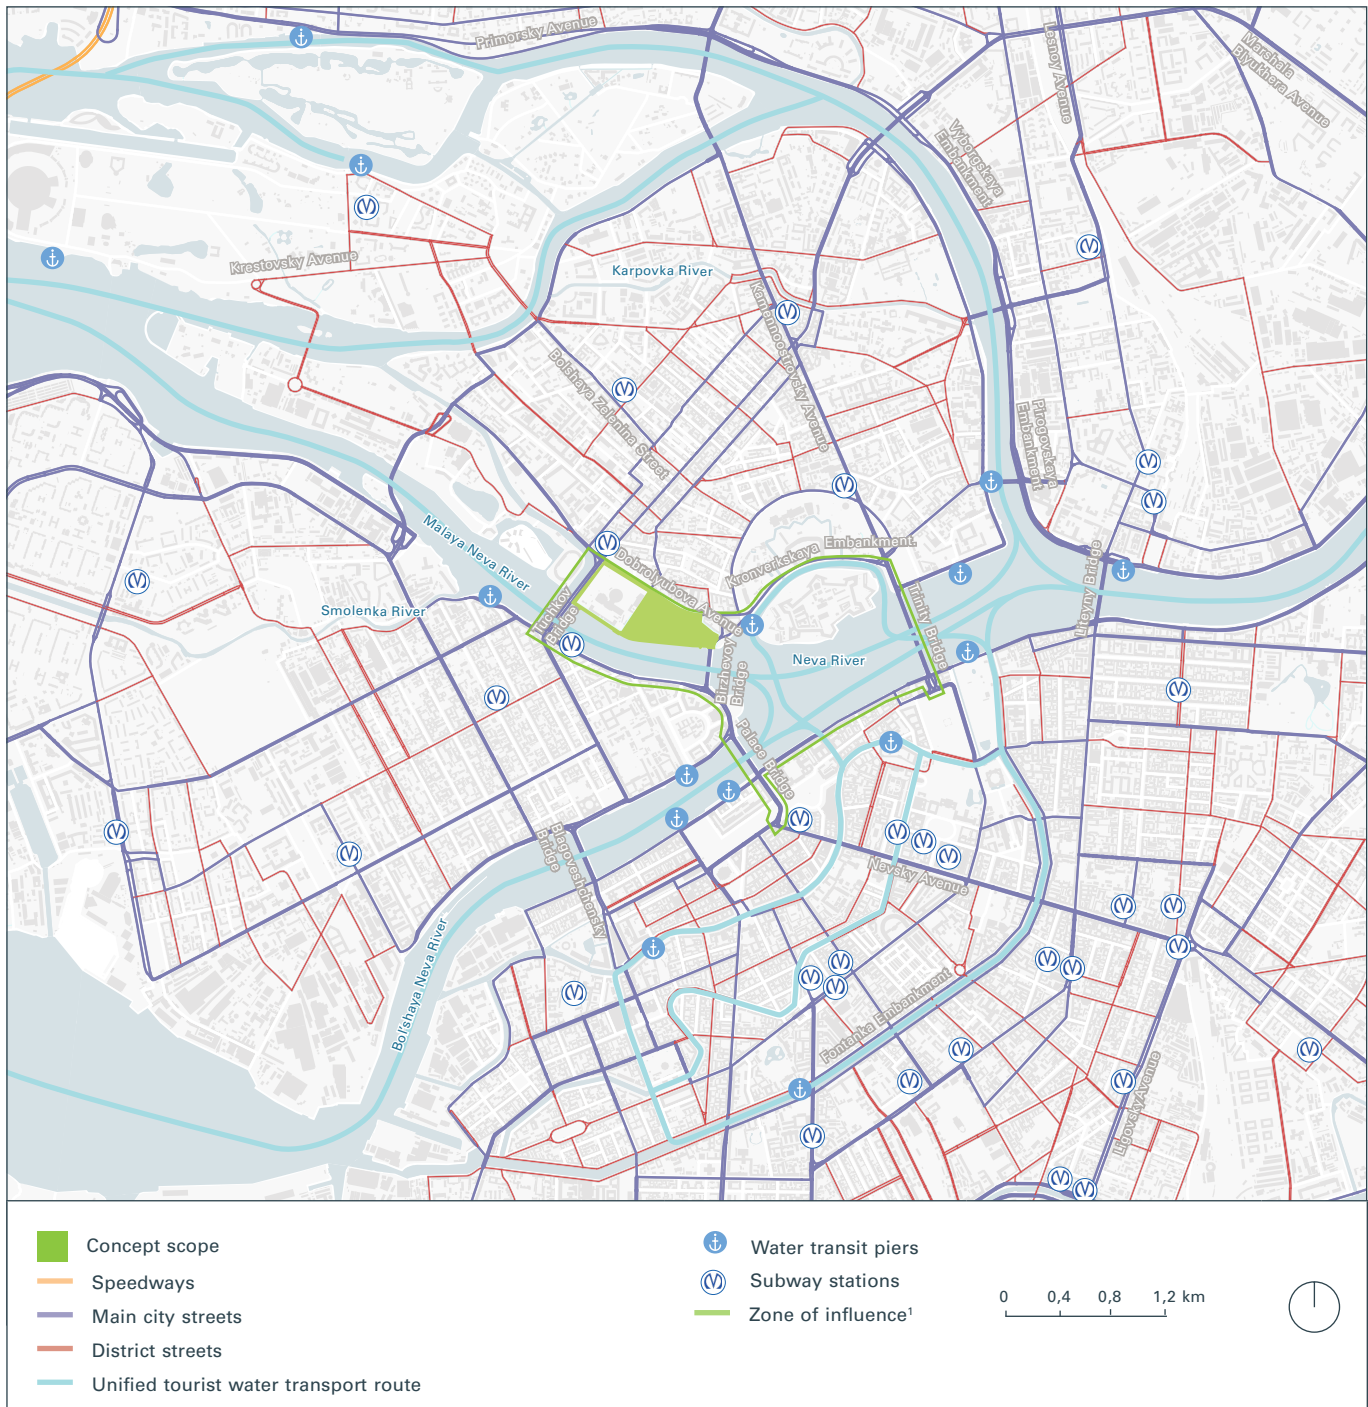 Primorsky Avenue
Lesnoy Avenue
Marshala
Blyukhera Avenue
Vyborgskaya
Embankment
Krestovsky Avenue
Karpovka River
Kamennoostrovsky Avenue
Bolshaya Zelenina Street
Pirogovskaya
Embankment
Malaya Neva River
Kronverkskaya Embankment
Dobrolyubova Avenue
Liteyny Bridge
Smolenka River
Tuchkov
Bridge
Trinity Bridge
Neva River
Birzhevoy
Bridge
Palace Bridge
Blagoveshchensky
Bridge
Nevsky Avenue
Bol'shaya Neva River
Fontanka Embankment
Ligovsky Avenue
Concept scope
Speedways
Main city streets
District streets
Unified tourist water transport route
Water transit piers
Subway stations
Zone of influence¹
0 0,4 0,8 1,2 km